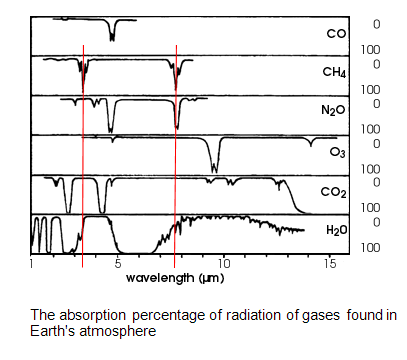 CO 0
100
CH4 0
100
N2O 0
100
O3 0
100
CO2 0
100
H2O 0
100
1 5 10 15
wavelength (µm)
The absorption percentage of radiation of gases found in
Earth's atmosphere